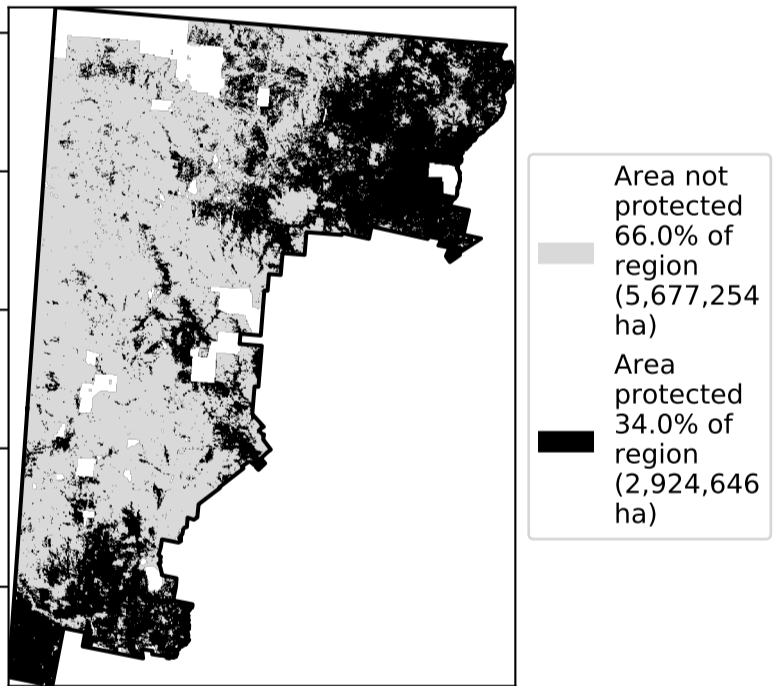 Area not
protected
66.0% of
region
(5,677,254
ha)
Area
protected
34.0% of
region
(2,924,646
ha)